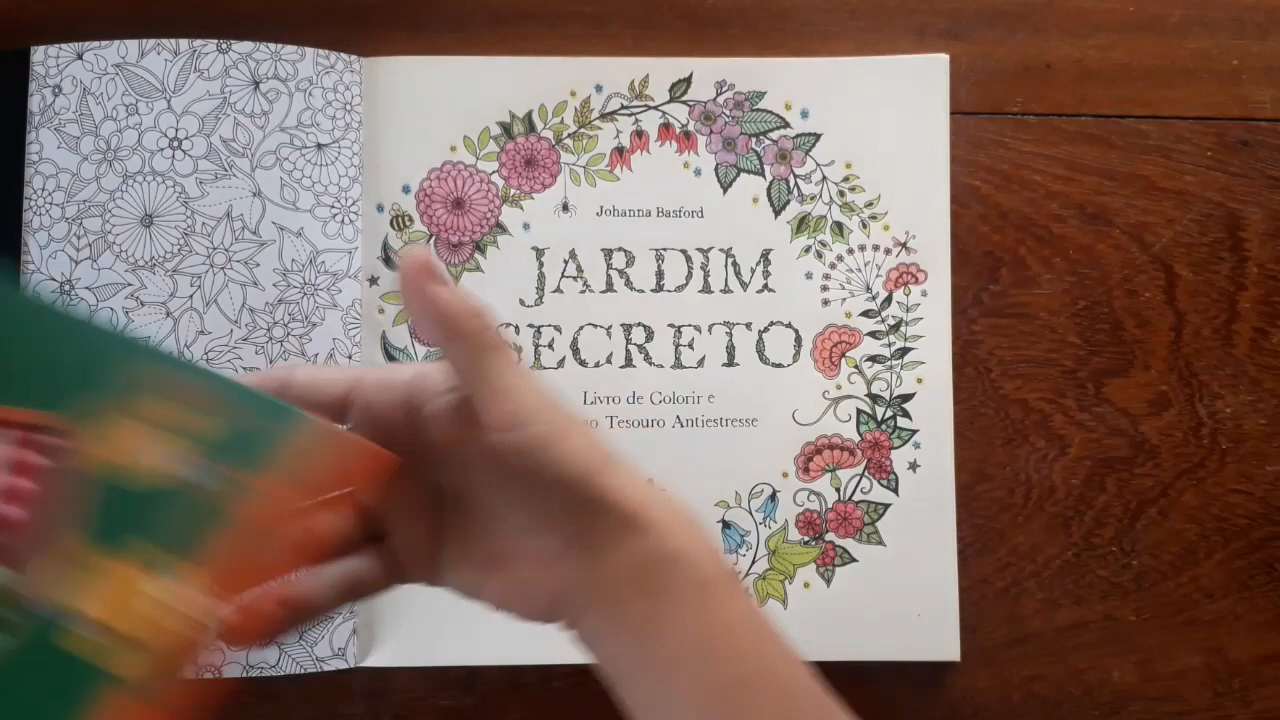 Johanna Basford
JARDIM
SECRETO
Livro de Colorir e
Tesouro Antiestresse